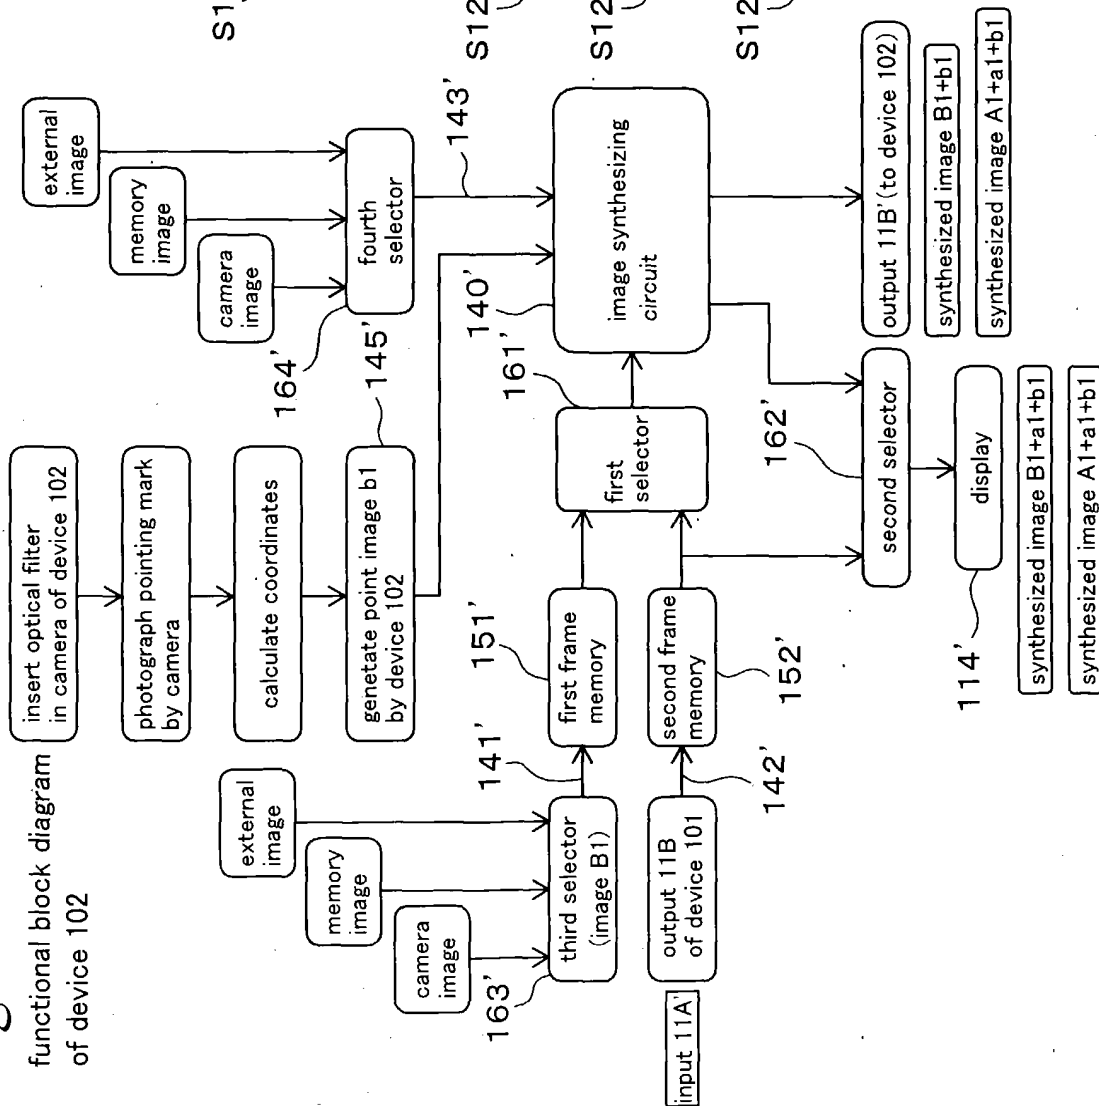 functional block diagram
of device 102
insert optical filter
in camera of device 102
photograph pointing mark
by camera
calculate coordinates
genetate point image b1
by device 102
145'
external
image
memory
image
camera
image
fourth
selector
164'
143'
external
image
memory
image
camera
image
third selector
(image B1)
163'
141'
first frame
memory
151'
input 11A'
output 11B
of device 101
142'
second frame
memory
152'
first
selector
161'
image synthesizing
circuit
140'
second selector
162'
display
114'
synthesized image B1+a1+b1
synthesized image A1+a1+b1
output 11B'(to device 102)
synthesized image B1+b1
synthesized image A1+a1+b1
S1
S12
S12
S12